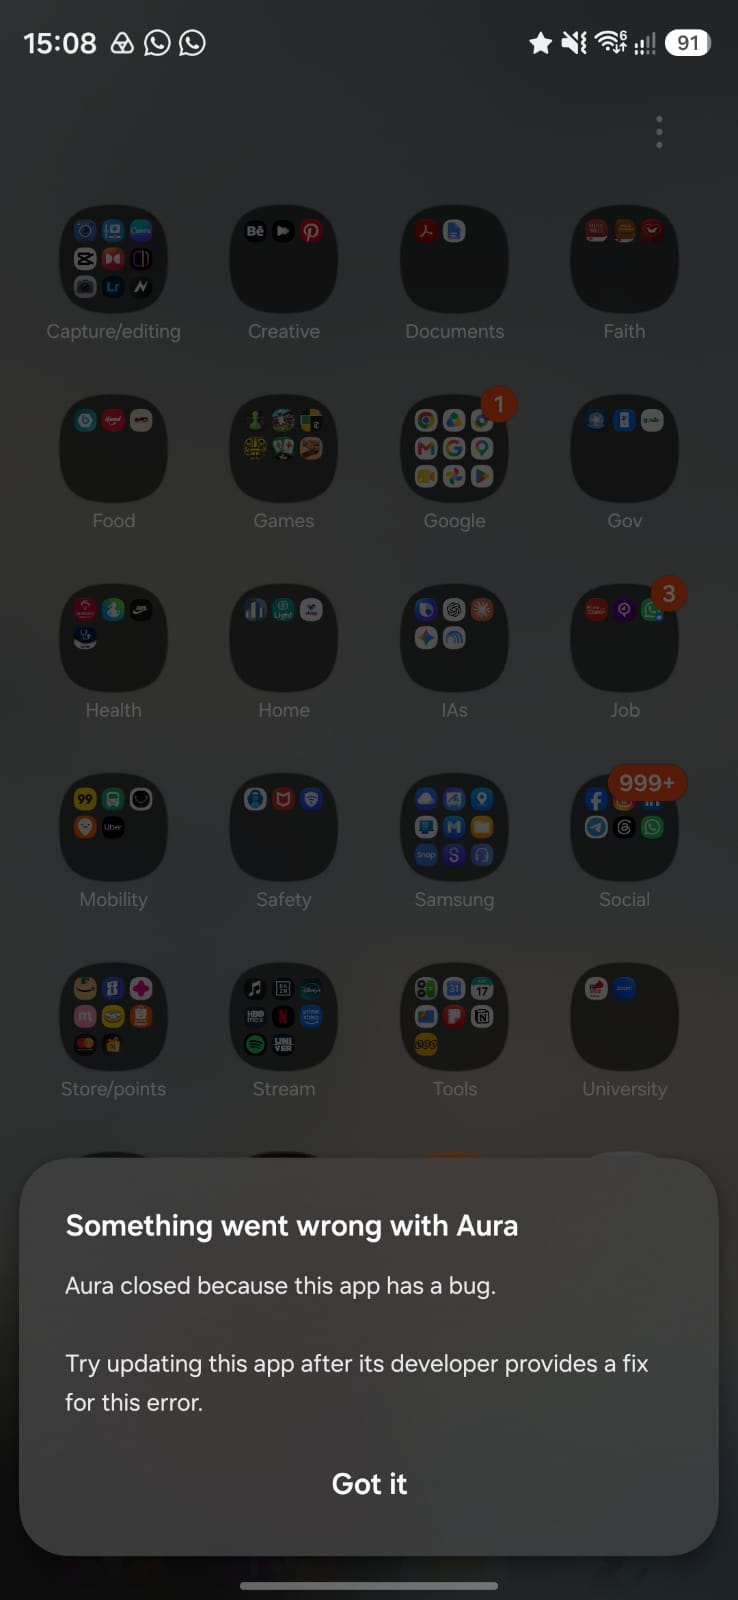 15:08
6
91
Capture/editing
Creative
Documents
Faith
1
Food
Games
Google
Gov
3
Health
Home
IAs
Job
999+
Mobility
Safety
Samsung
Social
Store/points
Stream
Tools
University
Something went wrong with Aura
Aura closed because this app has a bug.
Try updating this app after its developer provides a fix
for this error.
Got it